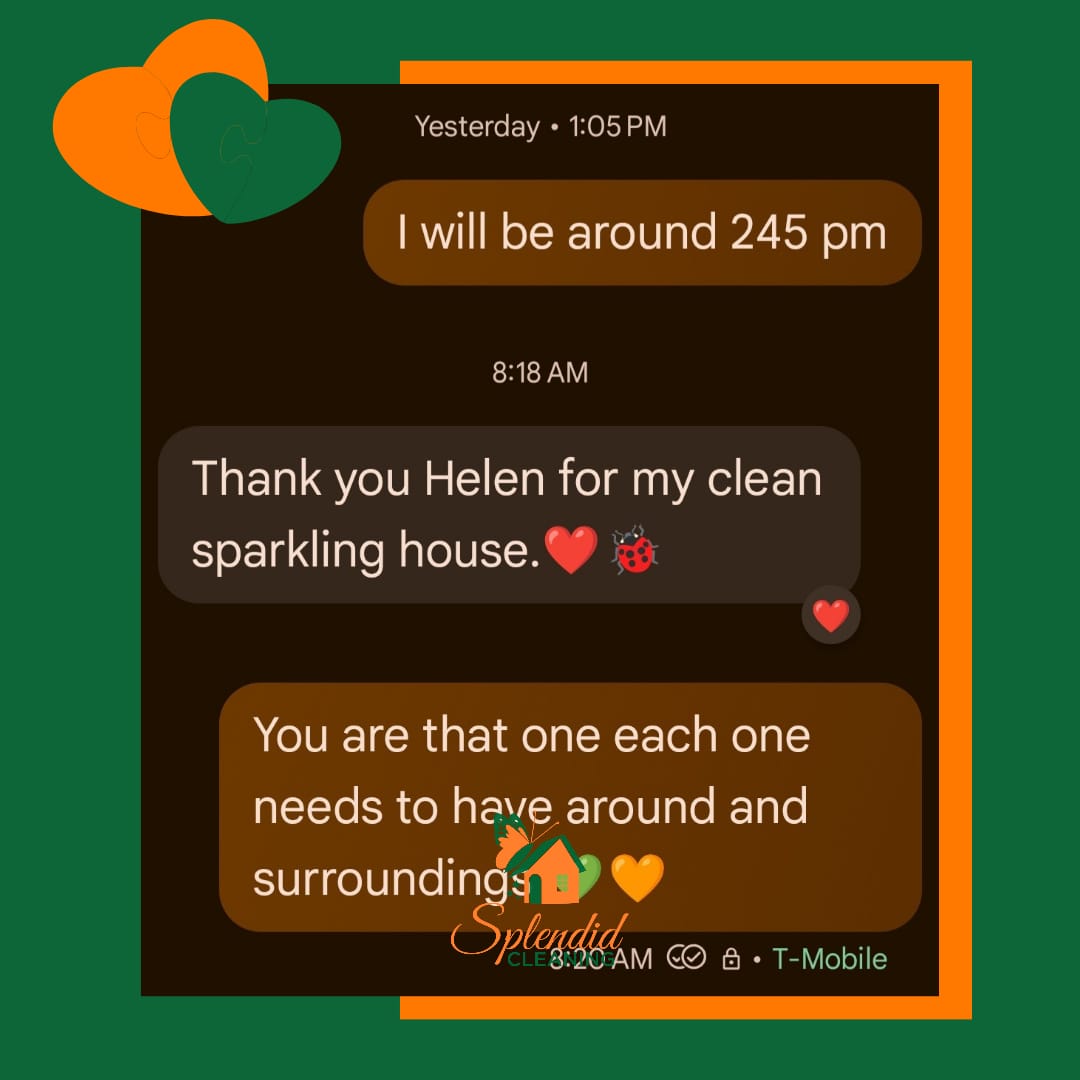 Yesterday • 1:05 PM
I will be around 245 pm
8:18 AM
Thank you Helen for my clean
sparkling house.❤️🐞
❤️
You are that one each one
needs to have around and
surroundings💚🧡
Splendid
CLEANING
8:20 AM • T-Mobile